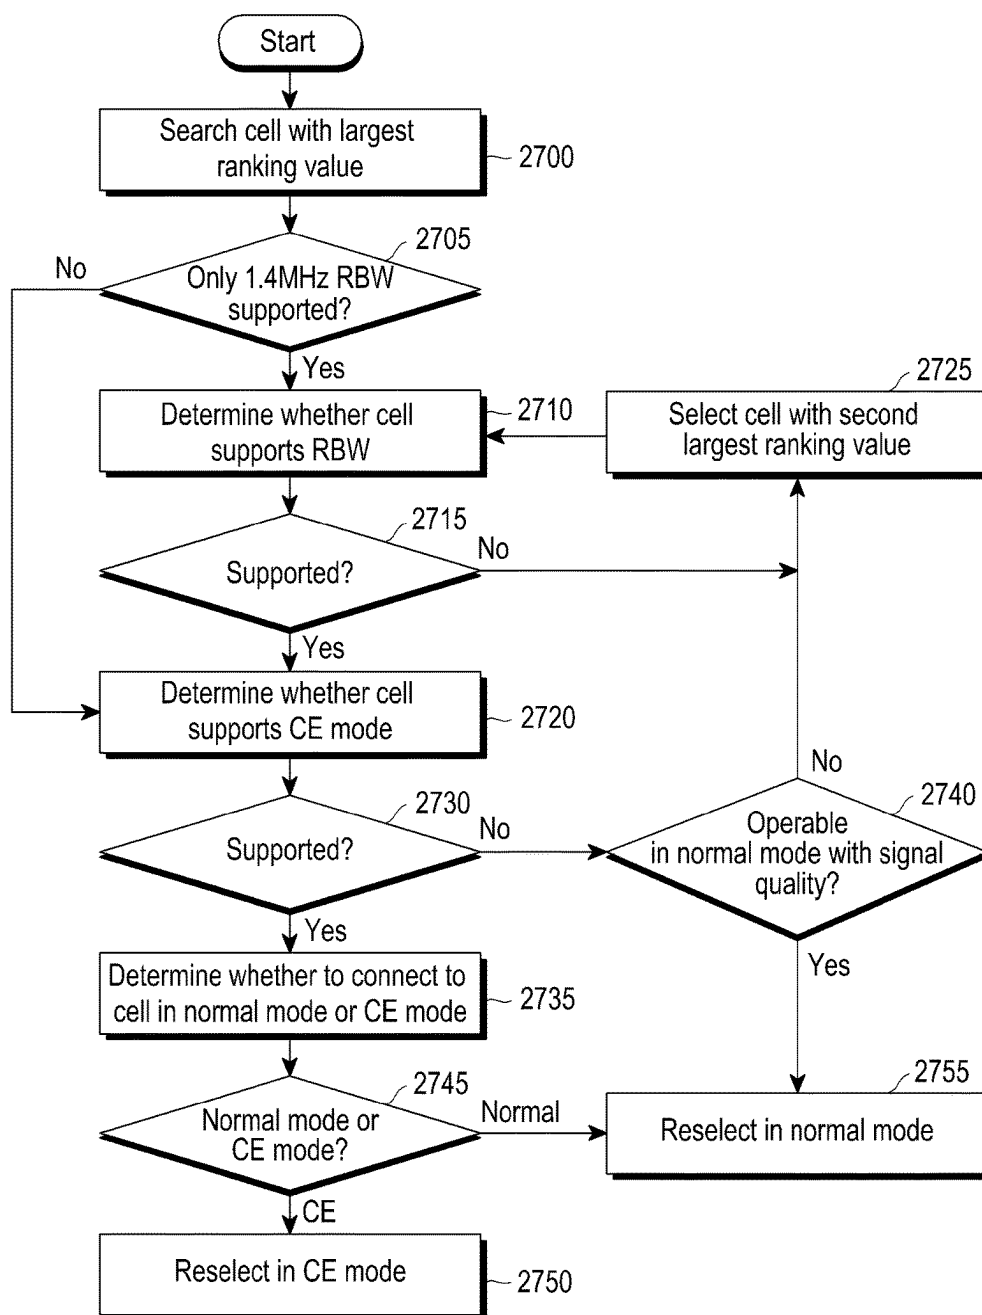 Start
Search cell with largest
ranking value
2700
2705
No
Only 1.4MHz RBW
supported?
Yes
2725
Determine whether cell
supports RBW
2710
Select cell with second
largest ranking value
2715
Supported?
No
Yes
Determine whether cell
supports CE mode
2720
No
2730
2740
Supported?
No
Operable
in normal mode with signal
quality?
Yes
Yes
Determine whether to connect to
cell in normal mode or CE mode
2735
2745
2755
Normal mode or
CE mode?
Normal
Reselect in normal mode
CE
Reselect in CE mode
2750